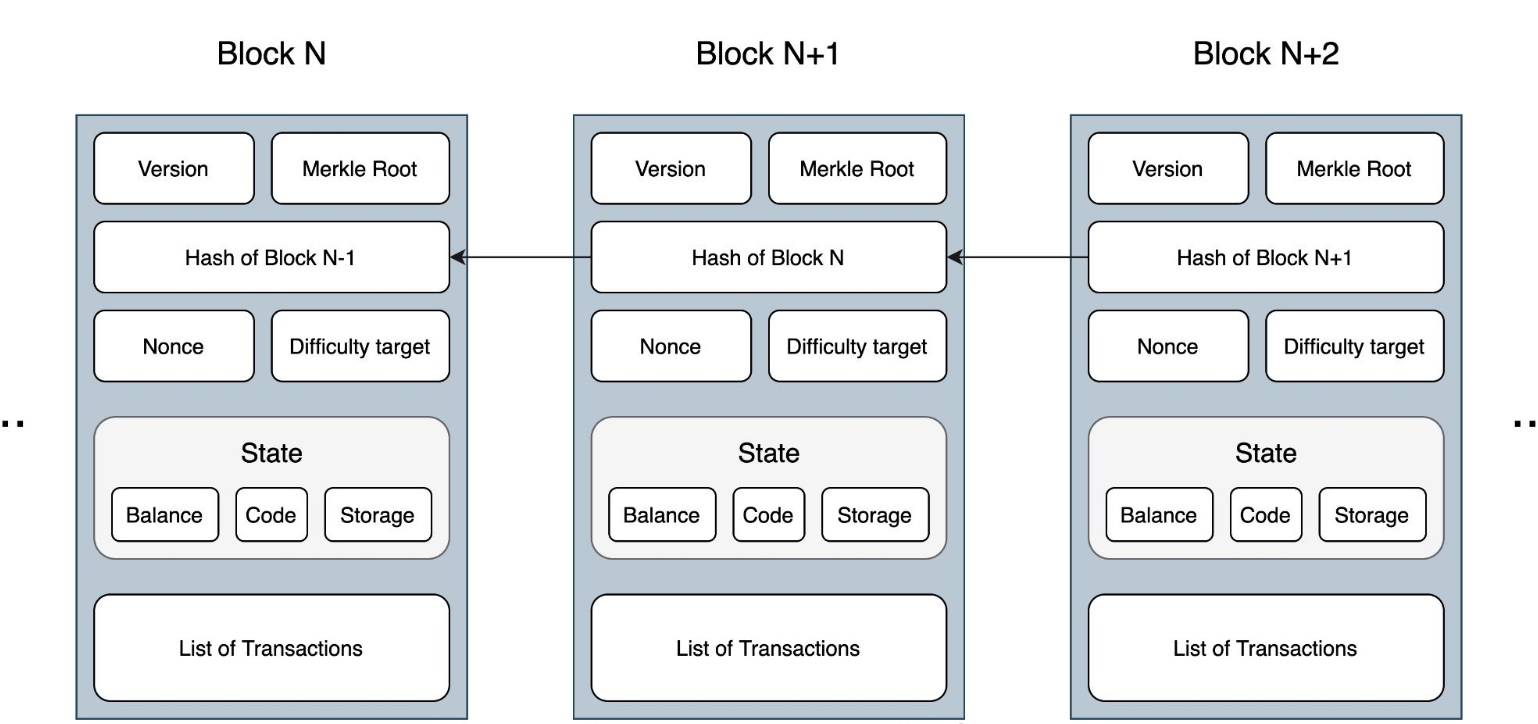 Block N
Block N+1
Block N+2
Version
Merkle Root
Hash of Block N-1
Nonce
Difficulty target
State
Balance
Code
Storage
List of Transactions
Version
Merkle Root
Hash of Block N
Nonce
Difficulty target
State
Balance
Code
Storage
List of Transactions
Version
Merkle Root
Hash of Block N+1
Nonce
Difficulty target
State
Balance
Code
Storage
List of Transactions
..
..